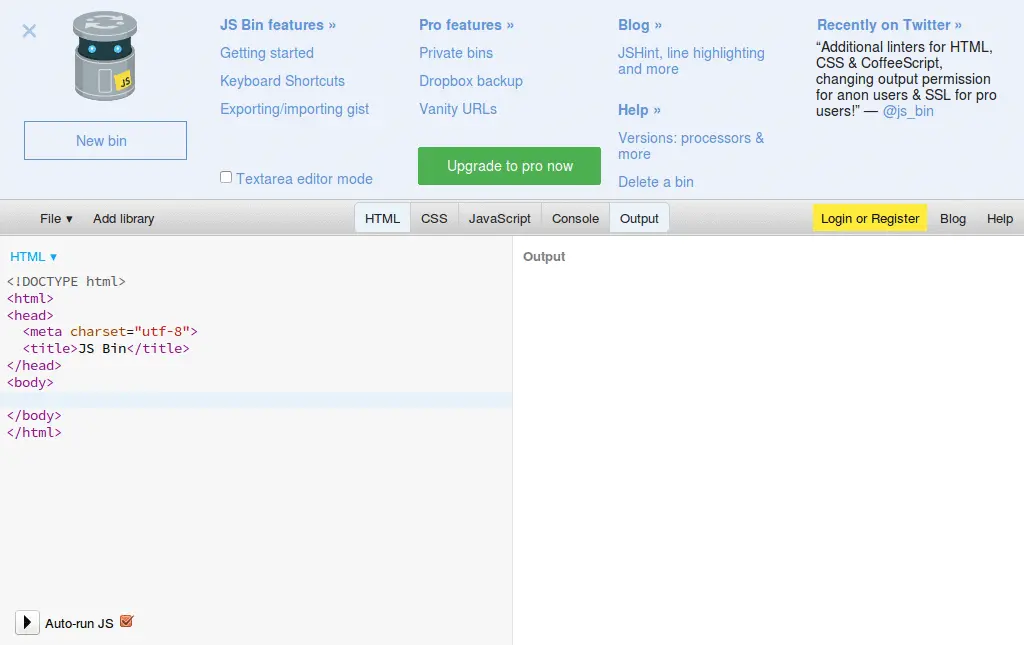 JS
New bin
JS Bin features »
Getting started
Keyboard Shortcuts
Exporting/importing gist
Textarea editor mode
Pro features »
Private bins
Dropbox backup
Vanity URLs
Upgrade to pro now
Blog »
JSHint, line highlighting
and more
Help »
Versions: processors &
more
Delete a bin
Recently on Twitter »
“Additional linters for HTML,
CSS & CoffeeScript,
changing output permission
for anon users & SSL for pro
users!” — @js_bin
File ▾ Add library HTML CSS JavaScript Console Output Login or Register Blog Help
HTML ▾
<!DOCTYPE html>
<html>
<head>
  <meta charset="utf-8">
  <title>JS Bin</title>
</head>
<body>
</body>
</html>
Auto-run JS
Output